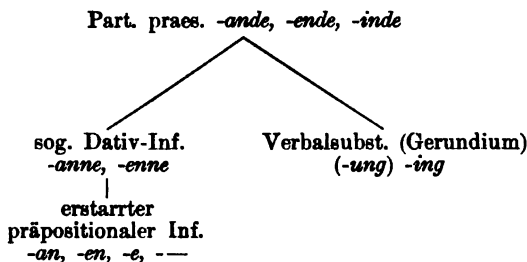 Part. praes. -ande, -ende, -inde
sog. Dativ-Inf. Verbalsubst. (Gerundium)
-anne, -enne (-ung) -ing
erstarrter
präpositionaler Inf.
-an, -en, -e, -—